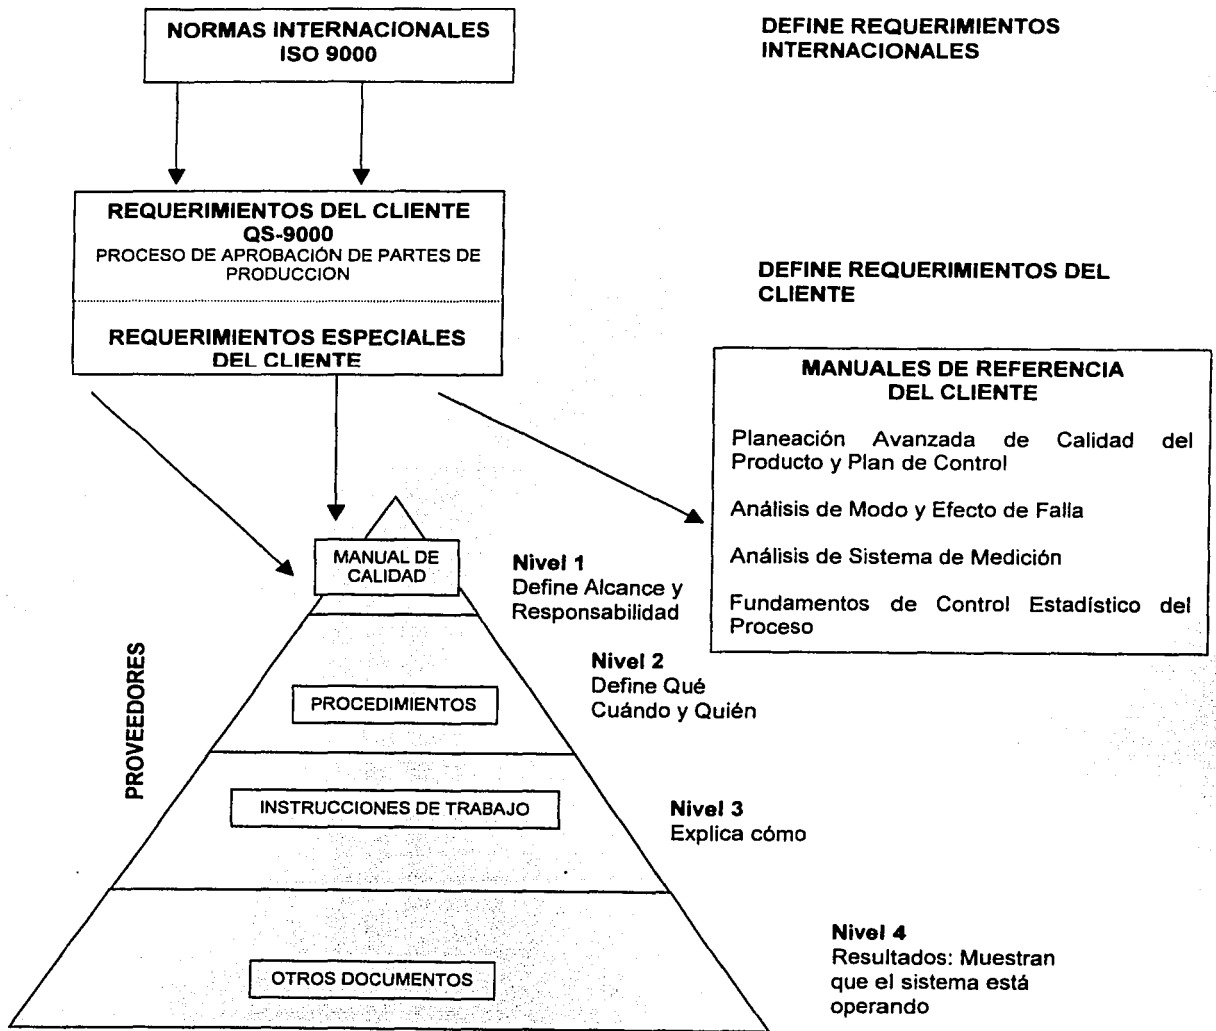 NORMAS INTERNACIONALES
ISO 9000
DEFINE REQUERIMIENTOS
INTERNACIONALES
REQUERIMIENTOS DEL CLIENTE
QS-9000
PROCESO DE APROBACIÓN DE PARTES DE
PRODUCCION
REQUERIMIENTOS ESPECIALES
DEL CLIENTE
DEFINE REQUERIMIENTOS DEL
CLIENTE
MANUALES DE REFERENCIA
DEL CLIENTE
Planeación Avanzada de Calidad del
Producto y Plan de Control
Análisis de Modo y Efecto de Falla
Análisis de Sistema de Medición
Fundamentos de Control Estadístico del
Proceso
MANUAL DE
CALIDAD
Nivel 1
Define Alcance y
Responsabilidad
PROVEEDORES
PROCEDIMIENTOS
Nivel 2
Define Qué
Cuándo y Quién
INSTRUCCIONES DE TRABAJO
Nivel 3
Explica cómo
OTROS DOCUMENTOS
Nivel 4
Resultados: Muestran
que el sistema está
operando